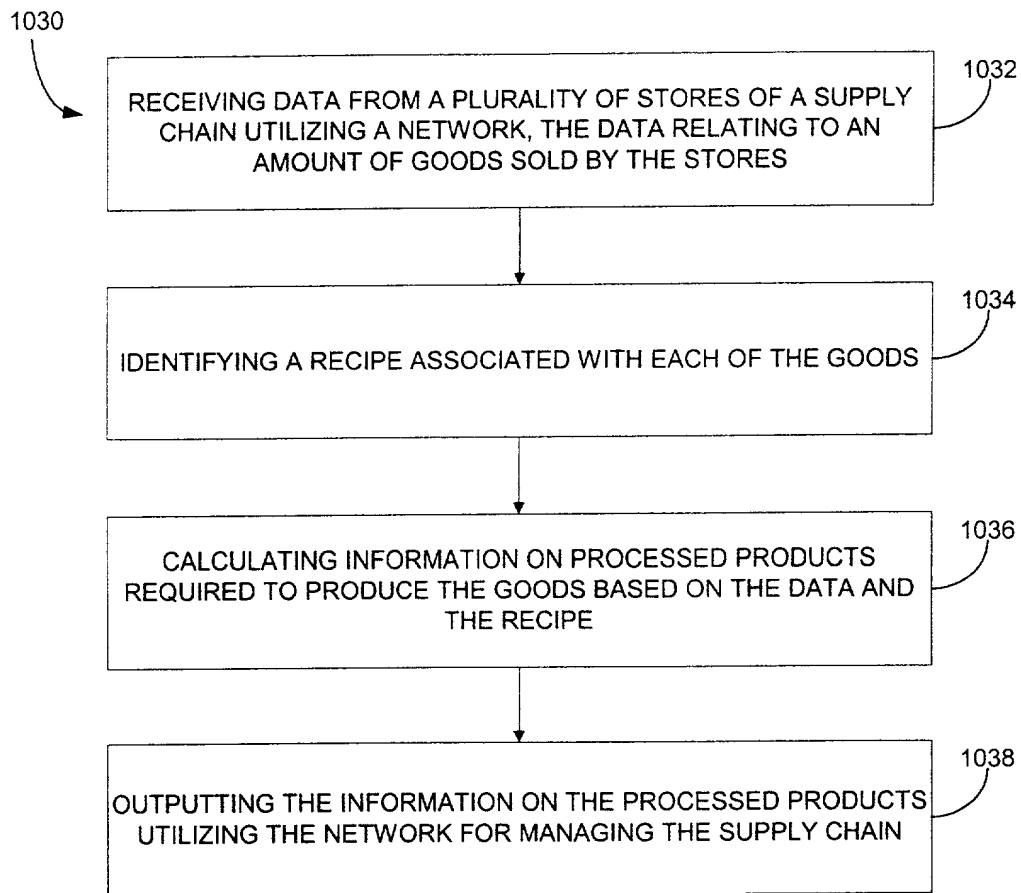 1030
1032
RECEIVING DATA FROM A PLURALITY OF STORES OF A SUPPLY
CHAIN UTILIZING A NETWORK, THE DATA RELATING TO AN
AMOUNT OF GOODS SOLD BY THE STORES
1034
IDENTIFYING A RECIPE ASSOCIATED WITH EACH OF THE GOODS
1036
CALCULATING INFORMATION ON PROCESSED PRODUCTS
REQUIRED TO PRODUCE THE GOODS BASED ON THE DATA AND
THE RECIPE
1038
OUTPUTTING THE INFORMATION ON THE PROCESSED PRODUCTS
UTILIZING THE NETWORK FOR MANAGING THE SUPPLY CHAIN